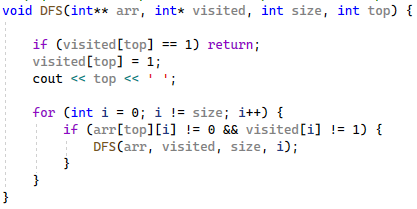 void DFS(int** arr, int* visited, int size, int top) {
if (visited[top] == 1) return;
visited[top] = 1;
cout << top << ' ';
for (int i = 0; i != size; i++) {
if (arr[top][i] != 0 && visited[i] != 1) {
DFS(arr, visited, size, i);
}
}
}